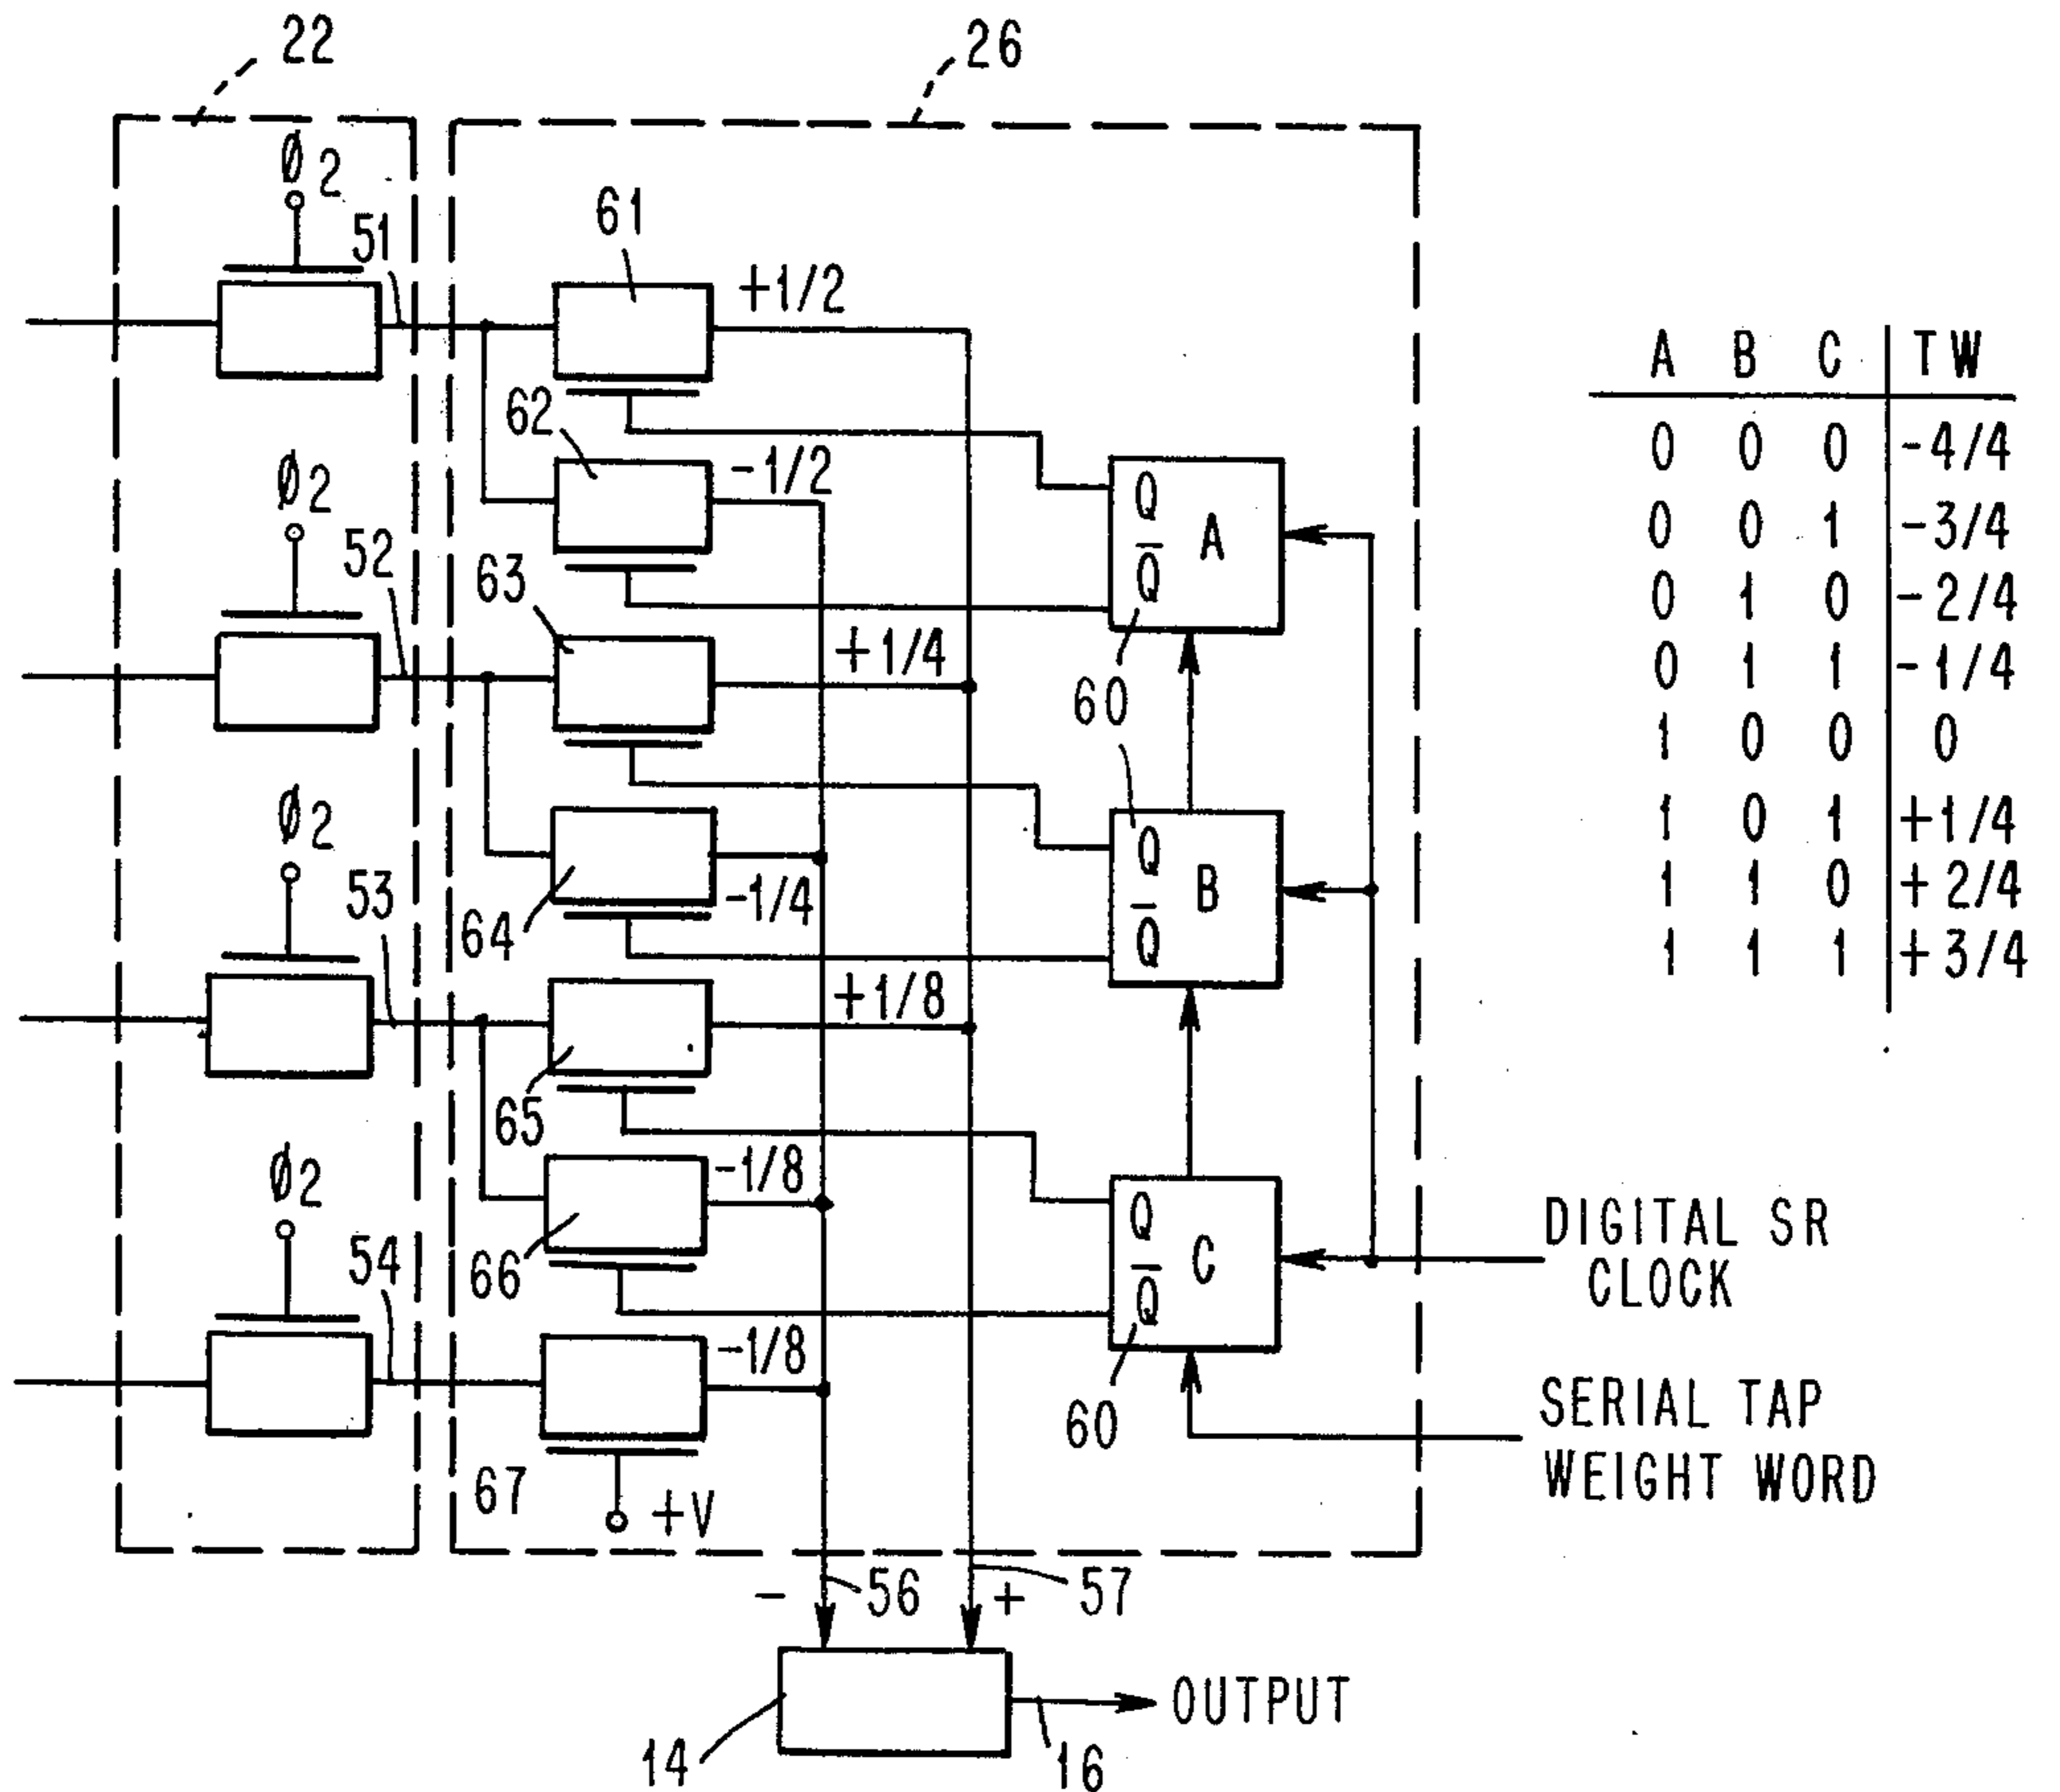 22
26
Ø2
51
61
+1/2
62
-1/2
Q
Q̅
A
Ø2
52
63
+1/4
60
64
-1/4
Q
Q̅
B
60
Ø2
53
65
+1/8
66
-1/8
Q
Q̅
C
60
Ø2
54
67
-1/8
+V
A B C TW
0 0 0 -4/4
0 0 1 -3/4
0 1 0 -2/4
0 1 1 -1/4
1 0 0 0
1 0 1 +1/4
1 1 0 +2/4
1 1 1 +3/4
DIGITAL SR
CLOCK
SERIAL TAP
WEIGHT WORD
-
56
+
57
14
16
OUTPUT